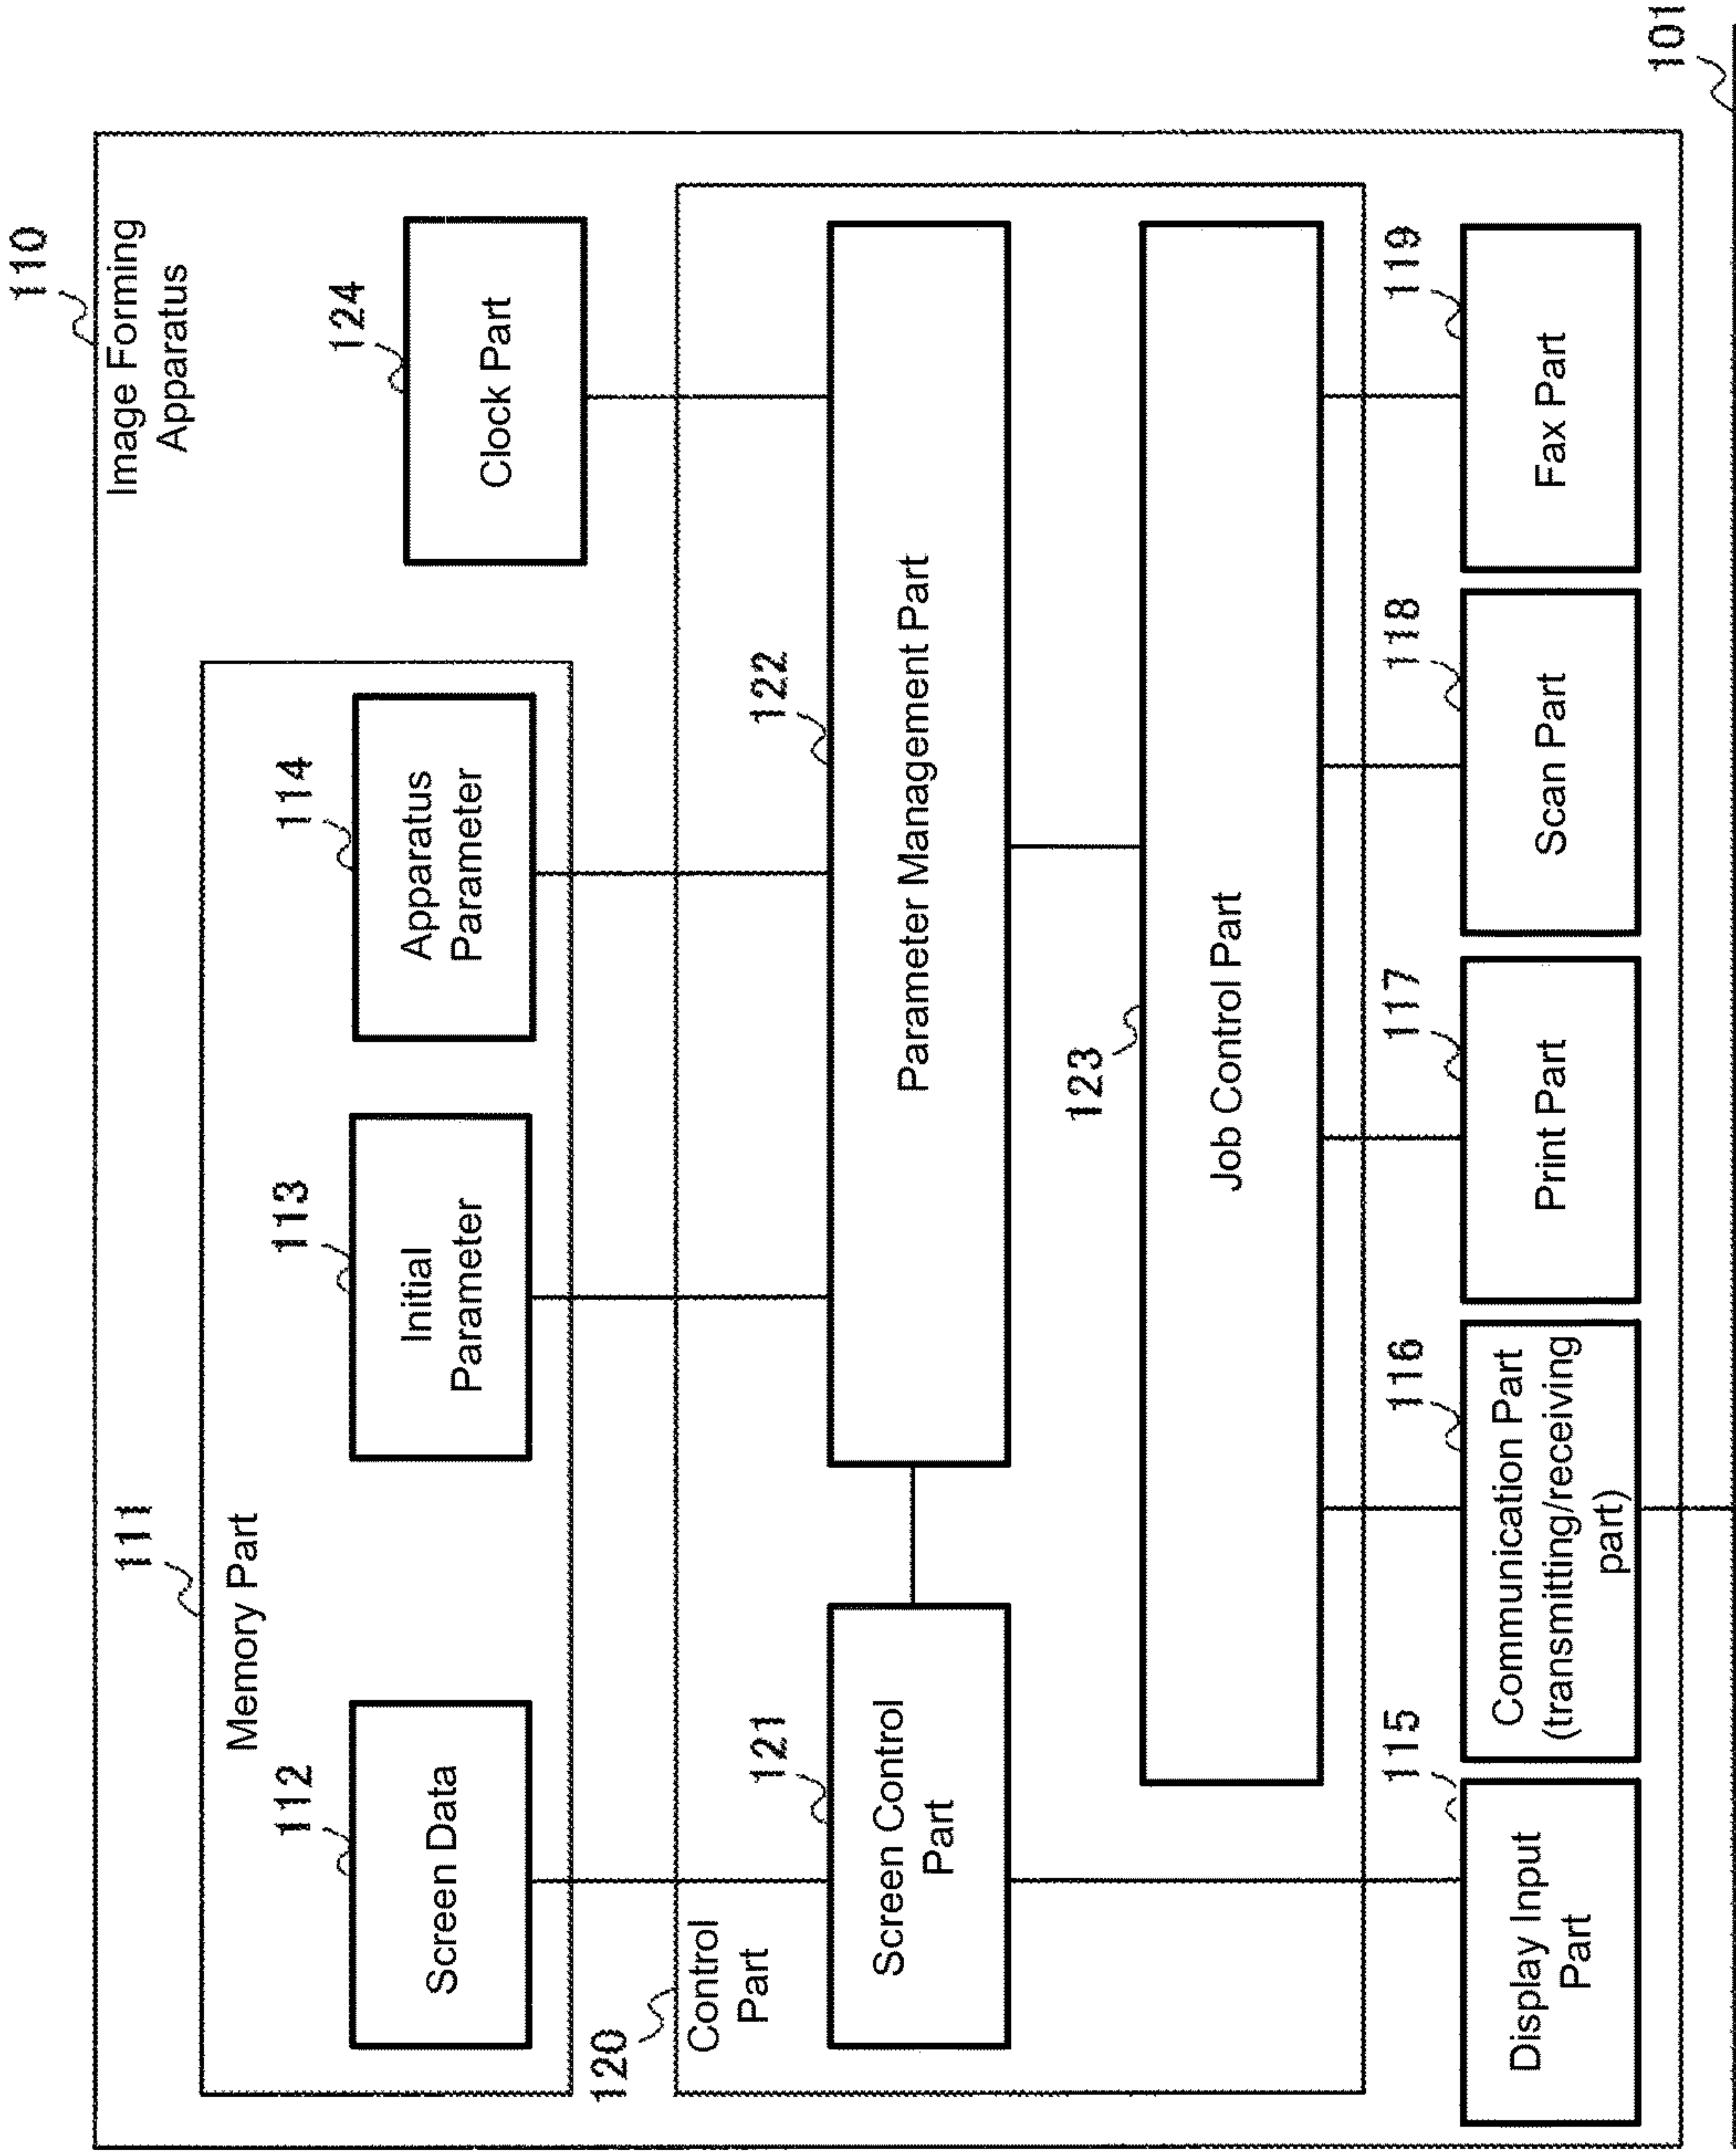 110
Image Forming
Apparatus
111
Memory Part
112
Screen Data
113
Initial
Parameter
114
Apparatus
Parameter
124
Clock Part
120
Control
Part
121
Screen Control
Part
122
Parameter Management Part
123
Job Control Part
115
Display Input
Part
116
Communication Part
(transmitting/receiving
part)
117
Print Part
118
Scan Part
119
Fax Part
101